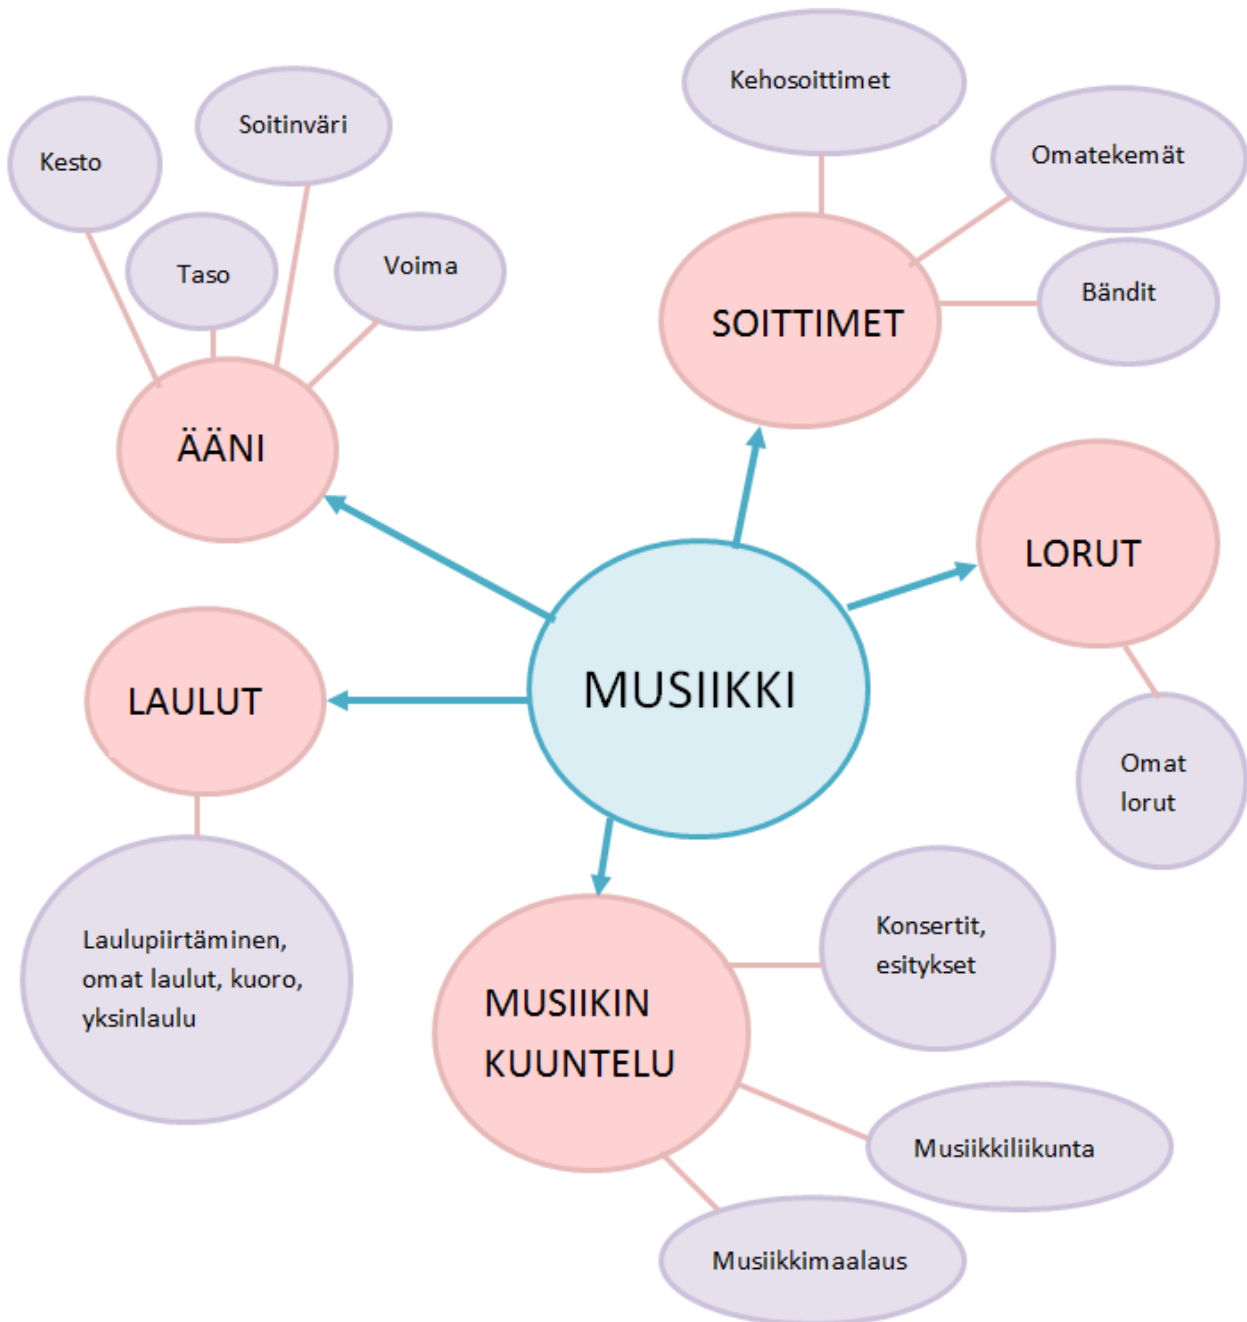 Kehosoittimet
Soitinväri
Omatekemät
Kesto
Taso
Voima
Bändit
SOITTIMET
ÄÄNI
LORUT
MUSIIKKI
LAULUT
Omat
lorut
Laulupiirtäminen,
omat laulut, kuoro,
yksinlaulu
Konsertit,
esitykset
MUSIIKIN
KUUNTELU
Musiikkiliikunta
Musiikkimaalaus